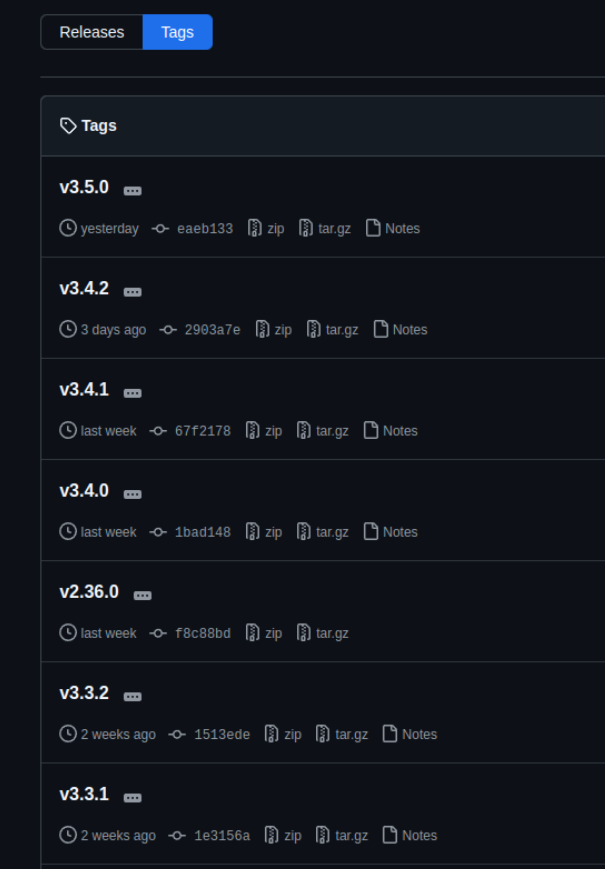 Releases Tags
Tags
v3.5.0 ...
yesterday eaeb133 zip tar.gz Notes
v3.4.2 ...
3 days ago 2903a7e zip tar.gz Notes
v3.4.1 ...
last week 67f2178 zip tar.gz Notes
v3.4.0 ...
last week 1bad148 zip tar.gz Notes
v2.36.0 ...
last week f8c88bd zip tar.gz
v3.3.2 ...
2 weeks ago 1513ede zip tar.gz Notes
v3.3.1 ...
2 weeks ago 1e3156a zip tar.gz Notes